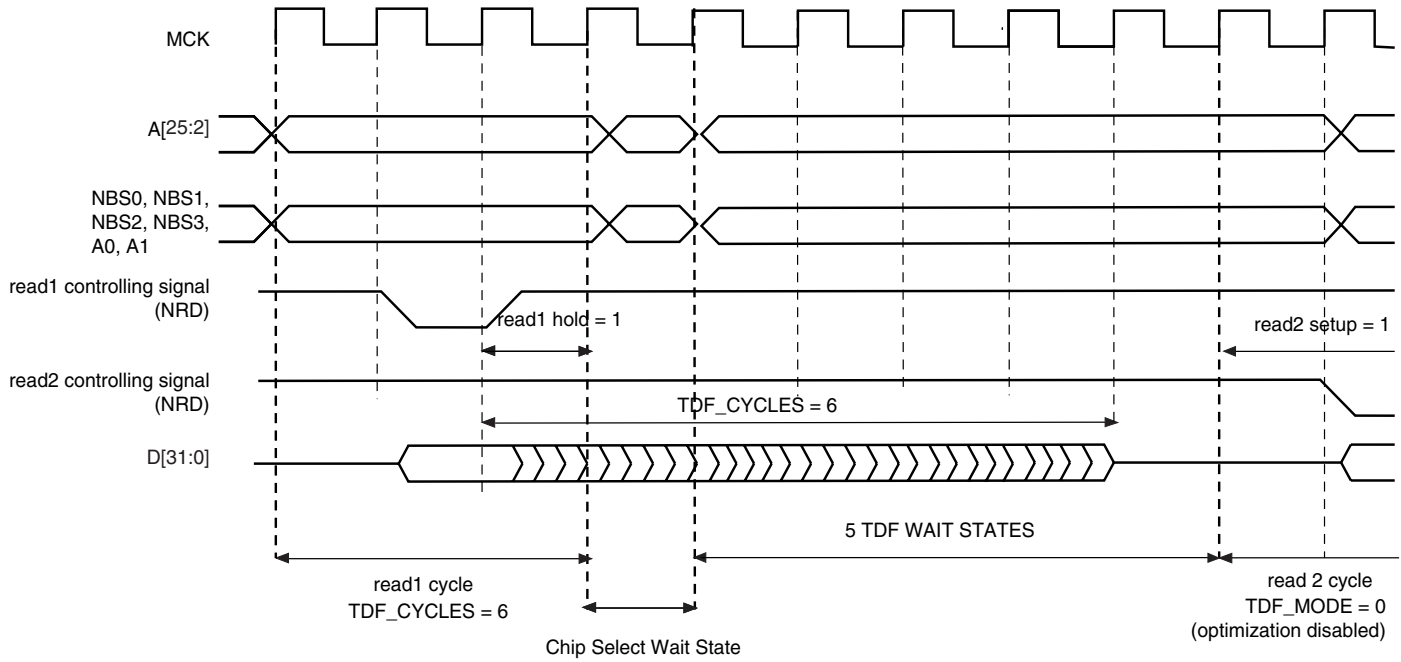 MCK
A[25:2]
NBS0, NBS1,
NBS2, NBS3,
A0, A1
read1 controlling signal
(NRD)
read1 hold = 1
read2 setup = 1
read2 controlling signal
(NRD)
TDF_CYCLES = 6
D[31:0]
5 TDF WAIT STATES
read1 cycle
TDF_CYCLES = 6
Chip Select Wait State
read 2 cycle
TDF_MODE = 0
(optimization disabled)